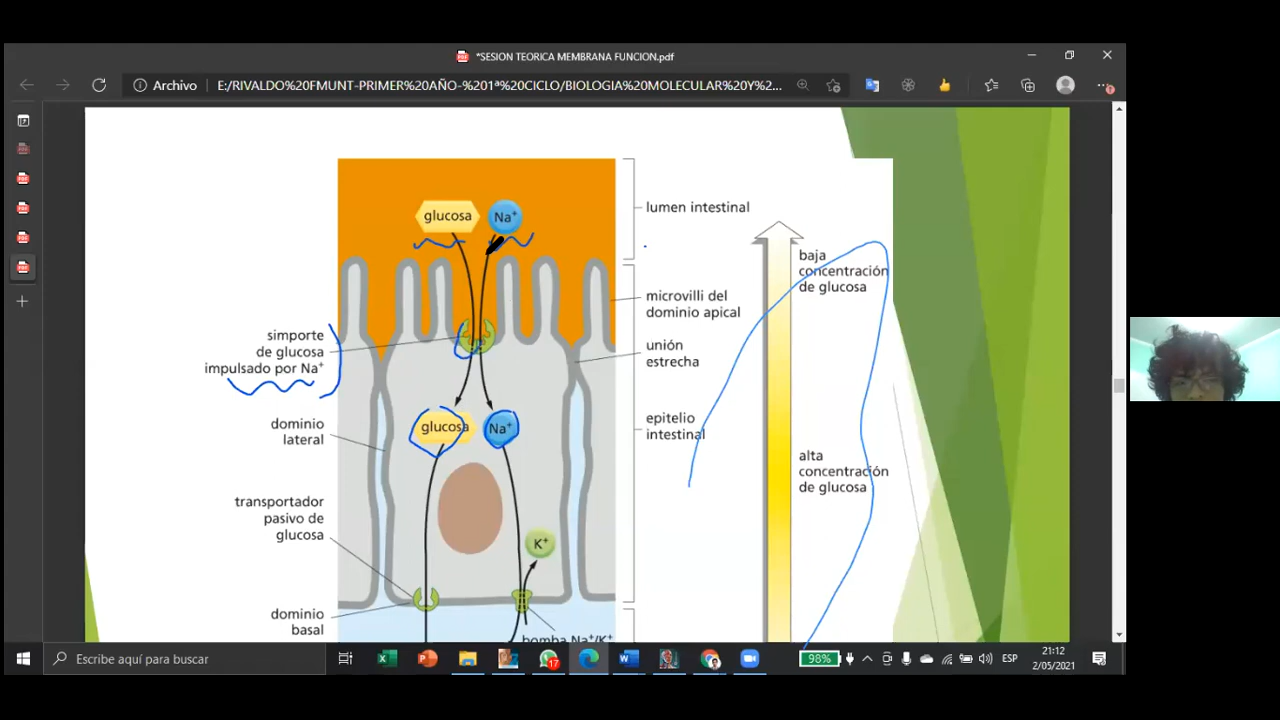 *SESION TEORICA MEMBRANA FUNCION.pdf
Archivo
E:/RIVALDO%20FMUNT-PRIMER%20AÑO-%201ª%20CICLO/BIOLOGIA%20MOLECULAR%20Y%2...
glucosa
Na⁺
lumen intestinal
baja
concentración
de glucosa
microvilli del
dominio apical
simporte
de glucosa
impulsado por Na⁺
unión
estrecha
dominio
lateral
glucosa
Na⁺
epitelio
intestinal
alta
concentración
de glucosa
transportador
pasivo de
glucosa
K⁺
dominio
basal
bomba Na⁺/K⁺
Escribe aquí para buscar
17
98%
ESP
21:12
2/05/2021